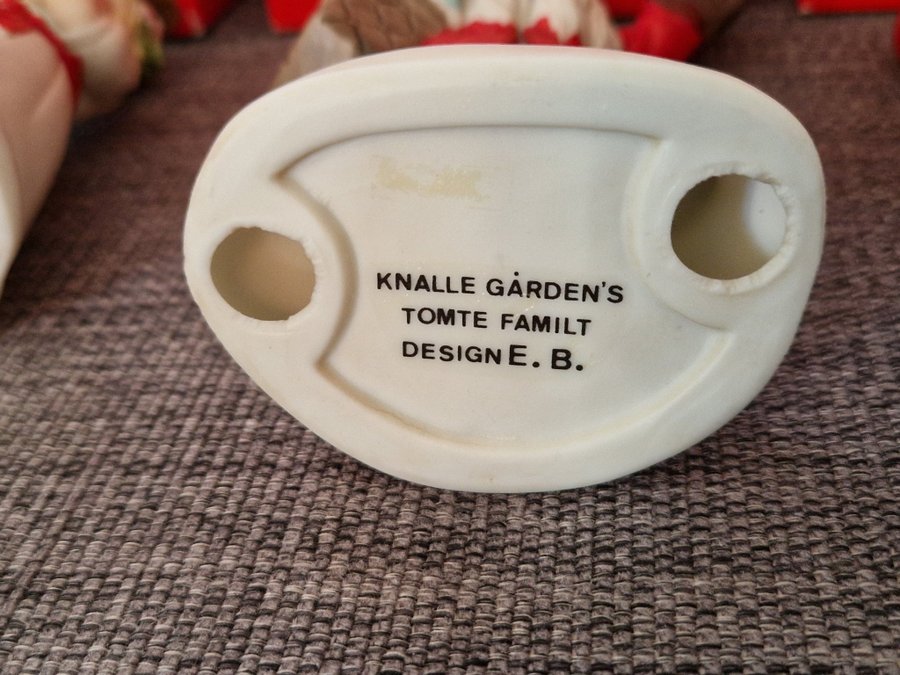 KNALLE GÅRDEN'S
TOMTE FAMILT
DESIGN E. B.